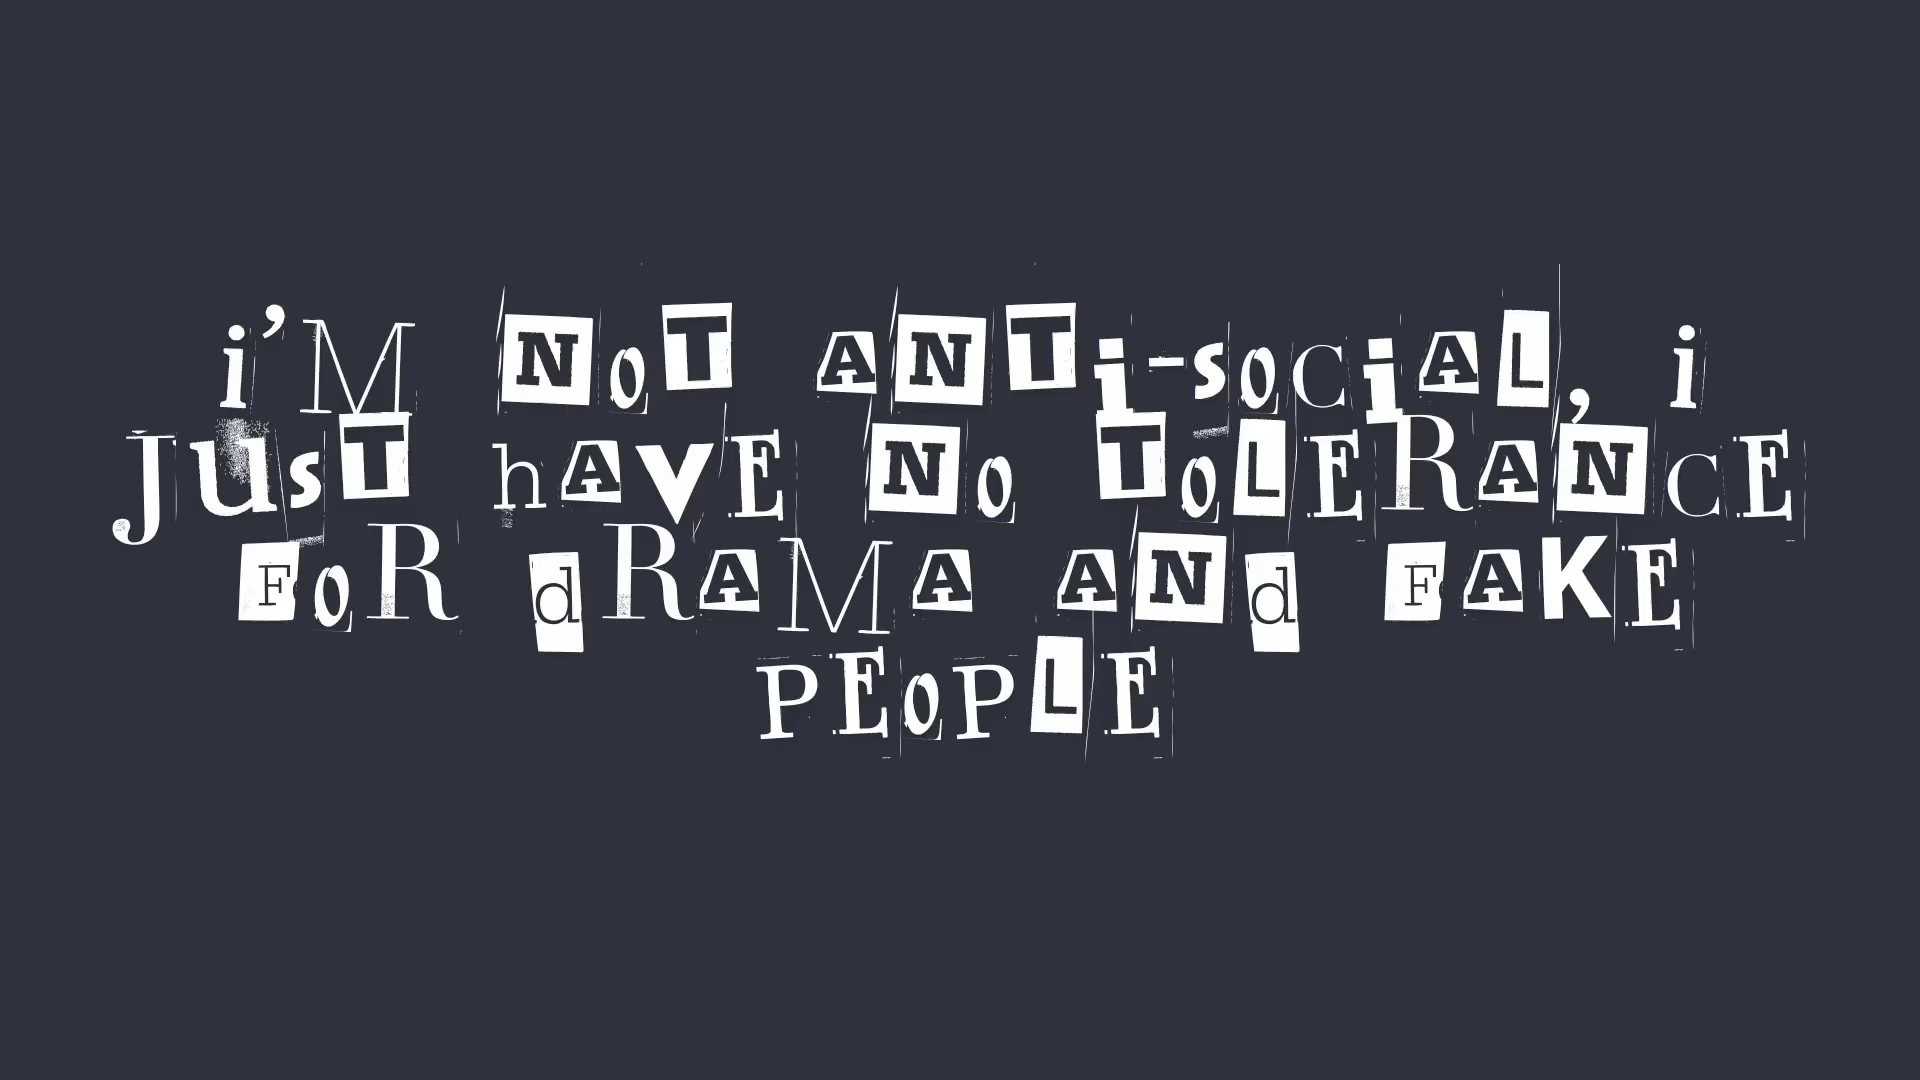 i'M NoT ANTi-soCiAL, i
JusT hAVE No ToLERANCE
FoR dRAMA ANd FAKE
PEoPLE